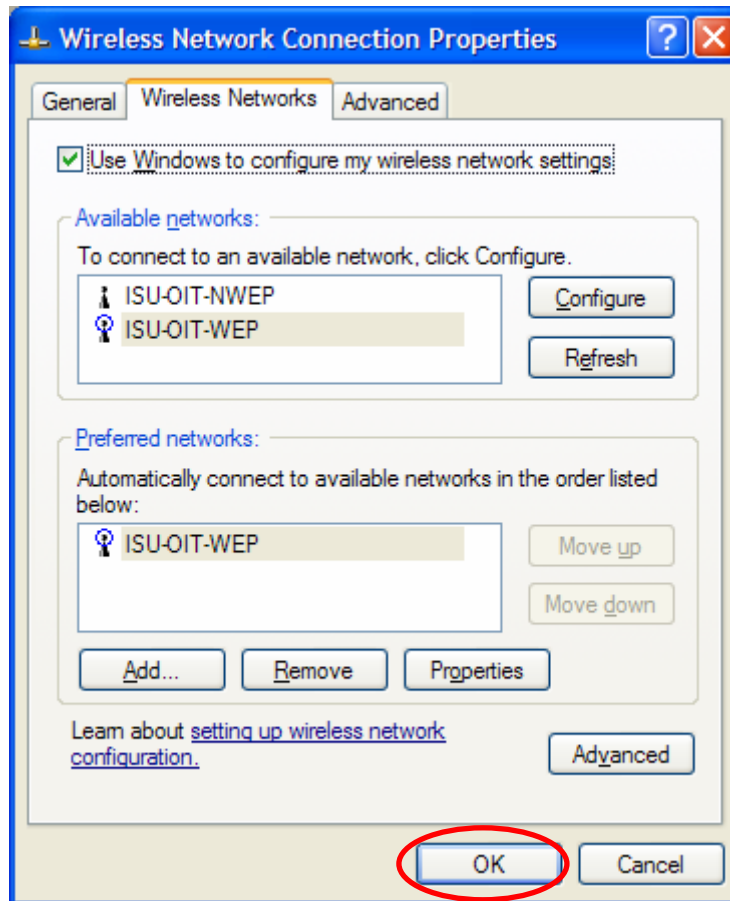 Wireless Network Connection Properties
General Wireless Networks Advanced
Use Windows to configure my wireless network settings
Available networks:
To connect to an available network, click Configure.
ISU-OIT-NWEP
ISU-OIT-WEP
Configure
Refresh
Preferred networks:
Automatically connect to available networks in the order listed
below:
ISU-OIT-WEP
Move up
Move down
Add... Remove Properties
Learn about setting up wireless network
configuration.
Advanced
OK Cancel